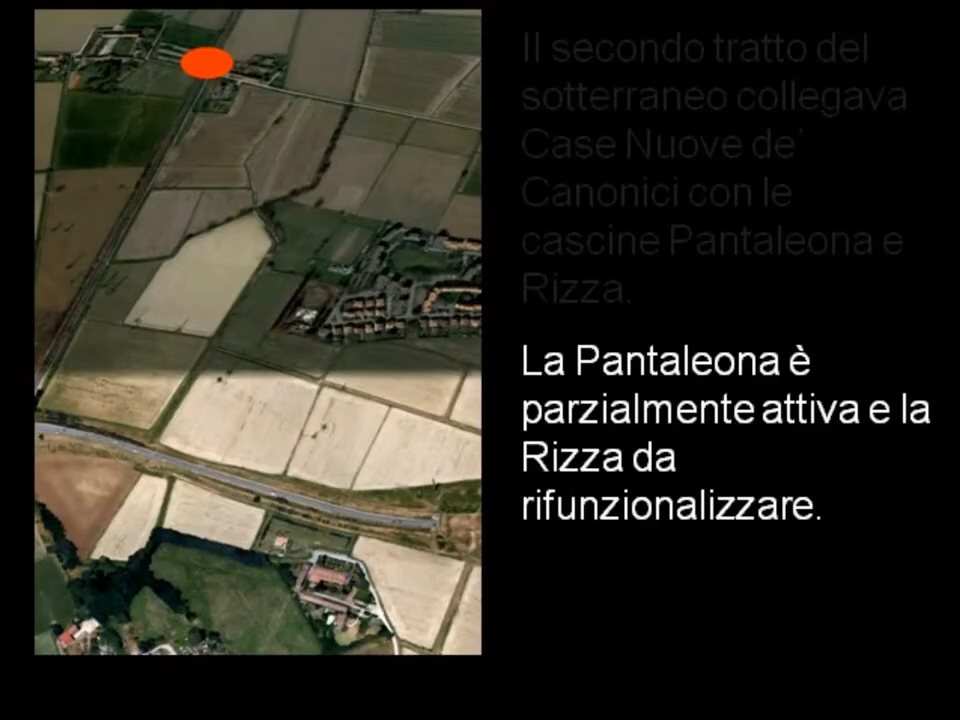 Il secondo tratto del
sotterraneo collegava
Case Nuove de'
Canonici con le
cascine Pantaleona e
Rizza.
La Pantaleona è
parzialmente attiva e la
Rizza da
rifunzionalizzare.